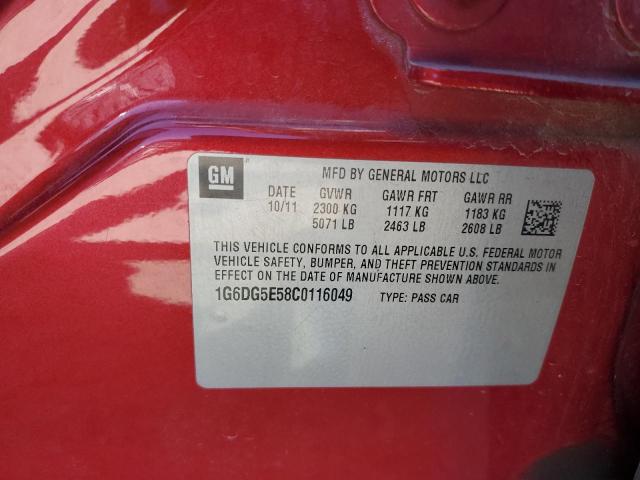 GM
MFD BY GENERAL MOTORS LLC
DATE GVWR GAWR FRT GAWR RR
10/11 2300 KG 1117 KG 1183 KG
5071 LB 2463 LB 2608 LB
THIS VEHICLE CONFORMS TO ALL APPLICABLE U.S. FEDERAL MOTOR
VEHICLE SAFETY, BUMPER, AND THEFT PREVENTION STANDARDS IN
EFFECT ON THE DATE OF MANUFACTURE SHOWN ABOVE.
1G6DG5E58C0116049 TYPE: PASS CAR